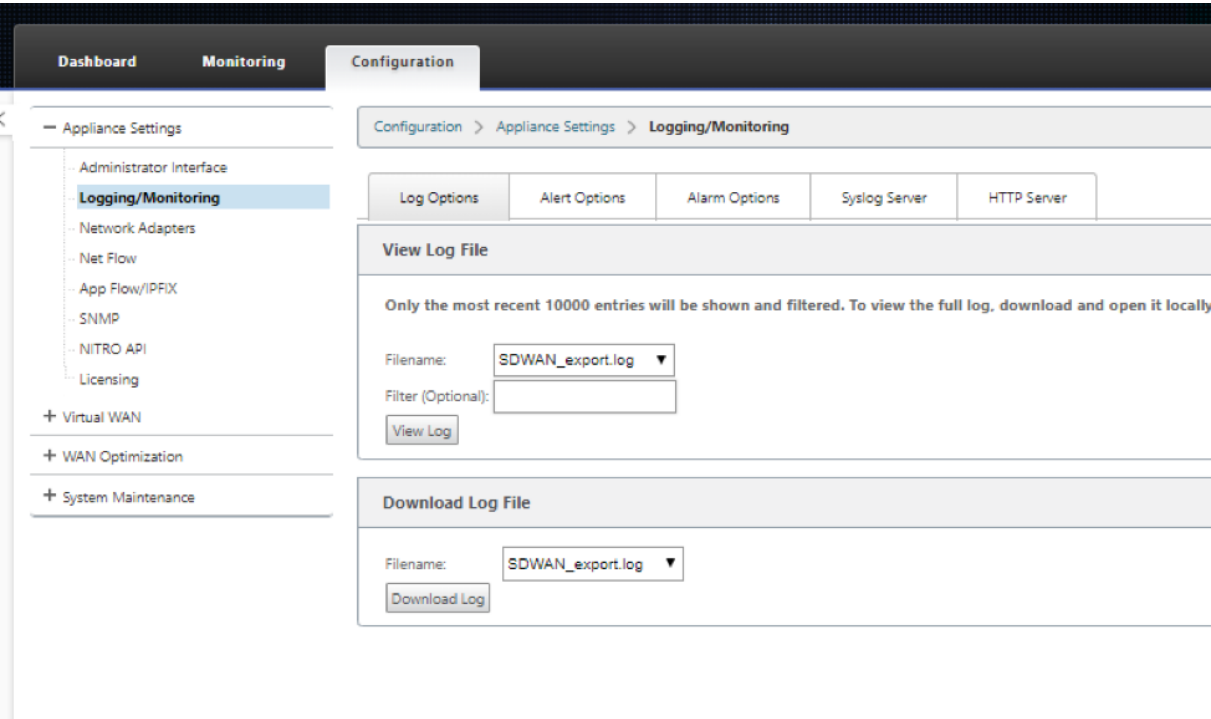 Dashboard Monitoring Configuration
− Appliance Settings
Administrator Interface
Logging/Monitoring
Network Adapters
Net Flow
App Flow/IPFIX
SNMP
NITRO API
Licensing
+ Virtual WAN
+ WAN Optimization
+ System Maintenance
Configuration > Appliance Settings > Logging/Monitoring
Log Options Alert Options Alarm Options Syslog Server HTTP Server
View Log File
Only the most recent 10000 entries will be shown and filtered. To view the full log, download and open it locally
Filename: SDWAN_export.log ▼
Filter (Optional):
View Log
Download Log File
Filename: SDWAN_export.log ▼
Download Log